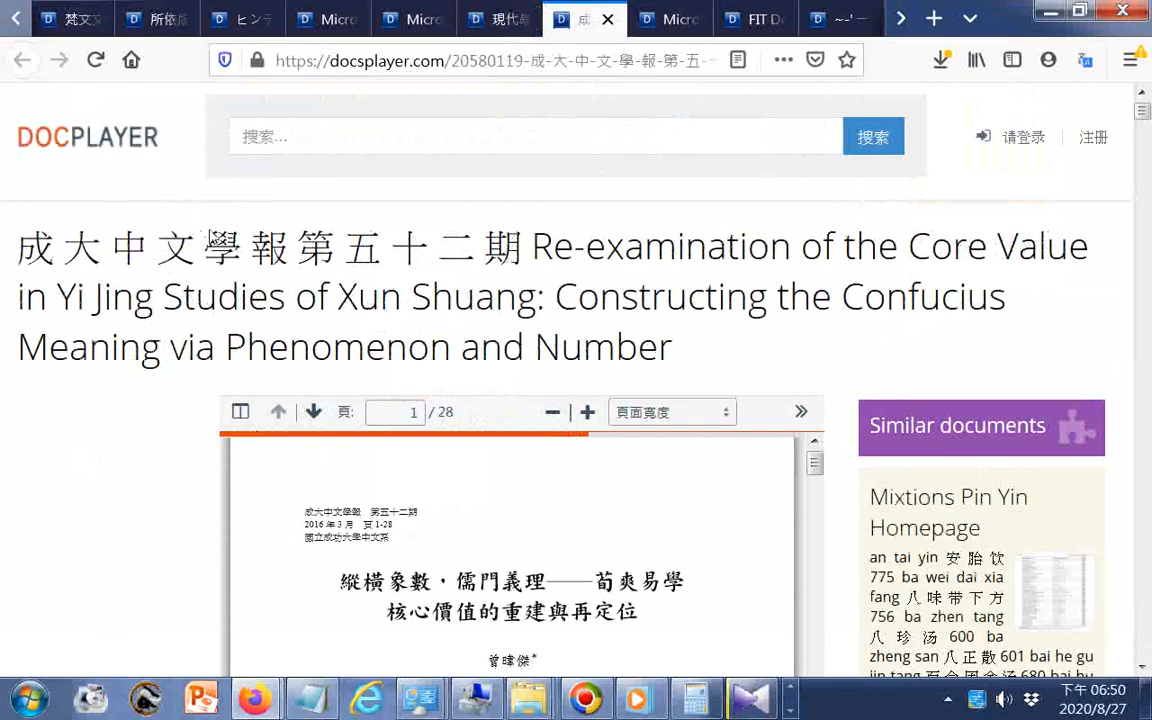 梵文
所依
ヒンテ
Micro
Micro
現代
成
Micro
FIT D
https://docsplayer.com/20580119-成-大-中-文-學-報-第-五-
DOCPLAYER
搜索...
搜索
请登录
注册
成 大 中 文 學 報 第 五 十 二 期 Re-examination of the Core Value
in Yi Jing Studies of Xun Shuang: Constructing the Confucius
Meaning via Phenomenon and Number
頁:
1
/ 28
頁面寬度
Similar documents
成大中文學報 第五十二期
2016 年 3 月 頁 1-28
國立成功大學中文系
縱橫象數，儒門義理——荀爽易學
核心價值的重建與再定位
曾暐傑*
Mixtions Pin Yin
Homepage
an tai yin 安 胎 饮
775 ba wei dai xia
fang 八 味 带 下 方
756 ba zhen tang
八 珍 汤 600 ba
zheng san 八 正 散 601 bai he gu
下午 06:50
2020/8/27